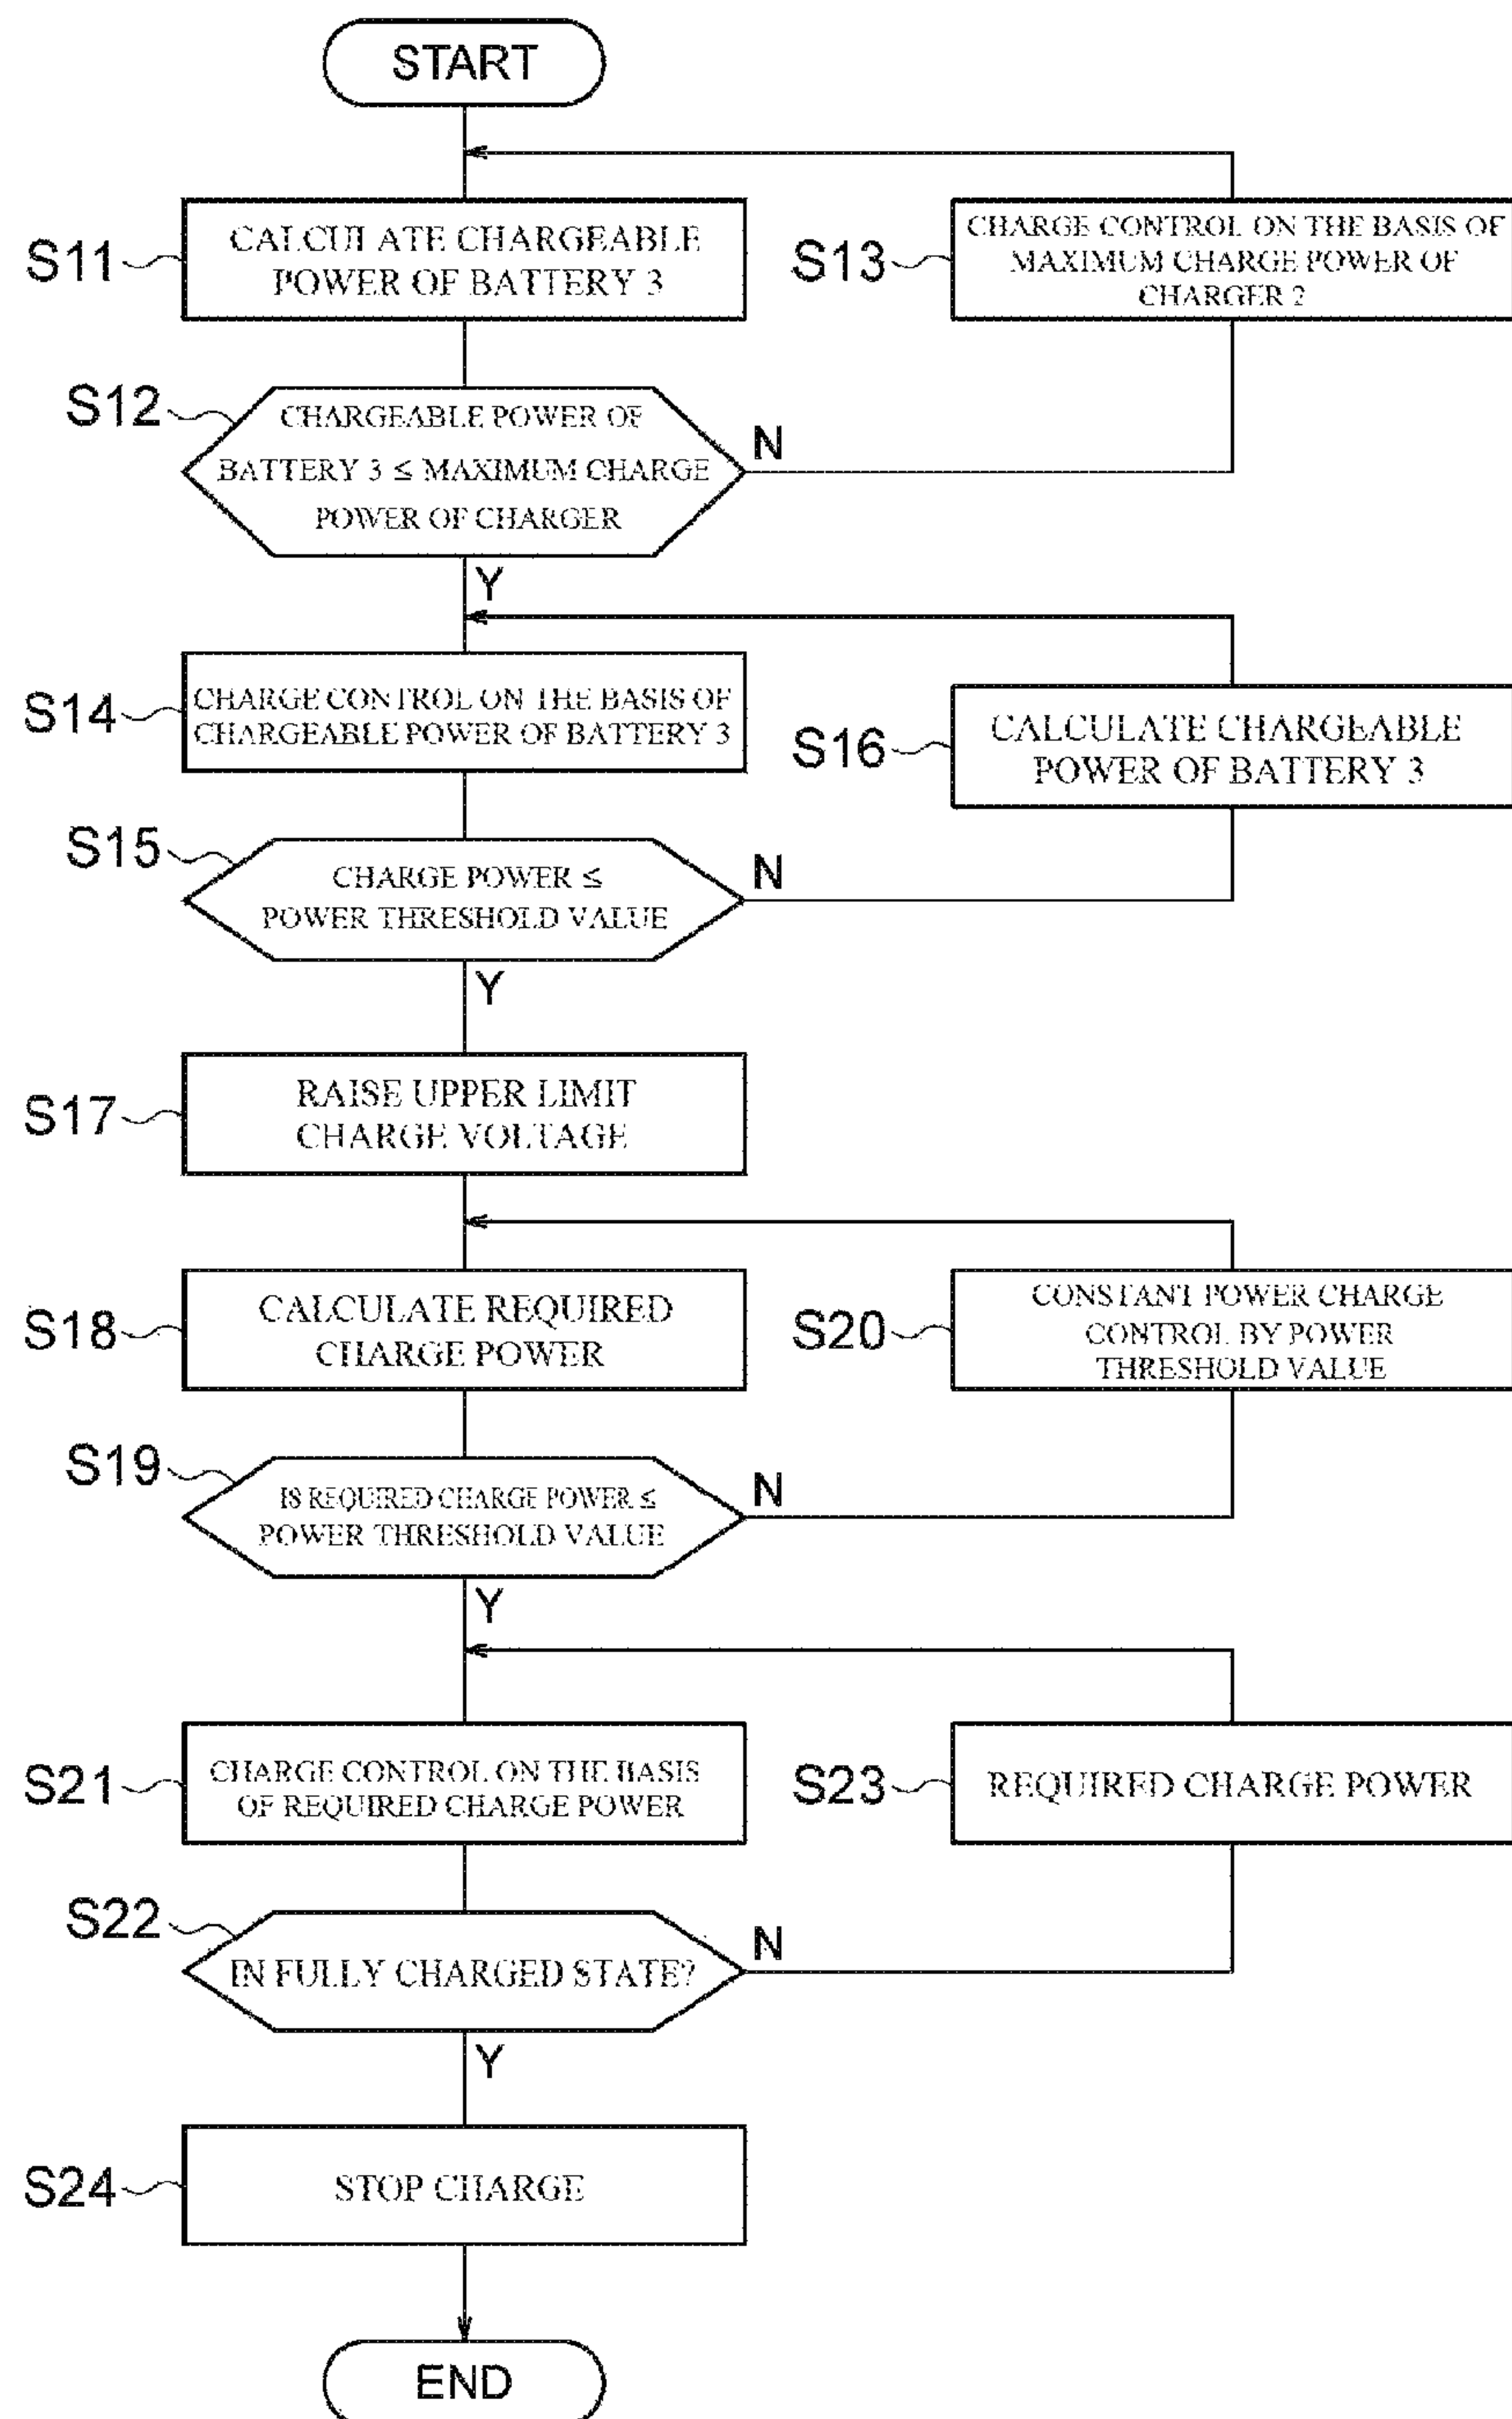 START
S11
CALCULATE CHARGEABLE
POWER OF BATTERY 3
S13
CHARGE CONTROL ON THE BASIS OF
MAXIMUM CHARGE POWER OF
CHARGER 2
S12
CHARGEABLE POWER OF
BATTERY 3 ≤ MAXIMUM CHARGE
POWER OF CHARGER
N
Y
S14
CHARGE CONTROL ON THE BASIS OF
CHARGEABLE POWER OF BATTERY 3
S16
CALCULATE CHARGEABLE
POWER OF BATTERY 3
S15
CHARGE POWER ≤
POWER THRESHOLD VALUE
N
Y
S17
RAISE UPPER LIMIT
CHARGE VOLTAGE
S18
CALCULATE REQUIRED
CHARGE POWER
S20
CONSTANT POWER CHARGE
CONTROL BY POWER
THRESHOLD VALUE
S19
IS REQUIRED CHARGE POWER ≤
POWER THRESHOLD VALUE
N
Y
S21
CHARGE CONTROL ON THE BASIS
OF REQUIRED CHARGE POWER
S23
REQUIRED CHARGE POWER
S22
IN FULLY CHARGED STATE?
N
Y
S24
STOP CHARGE
END